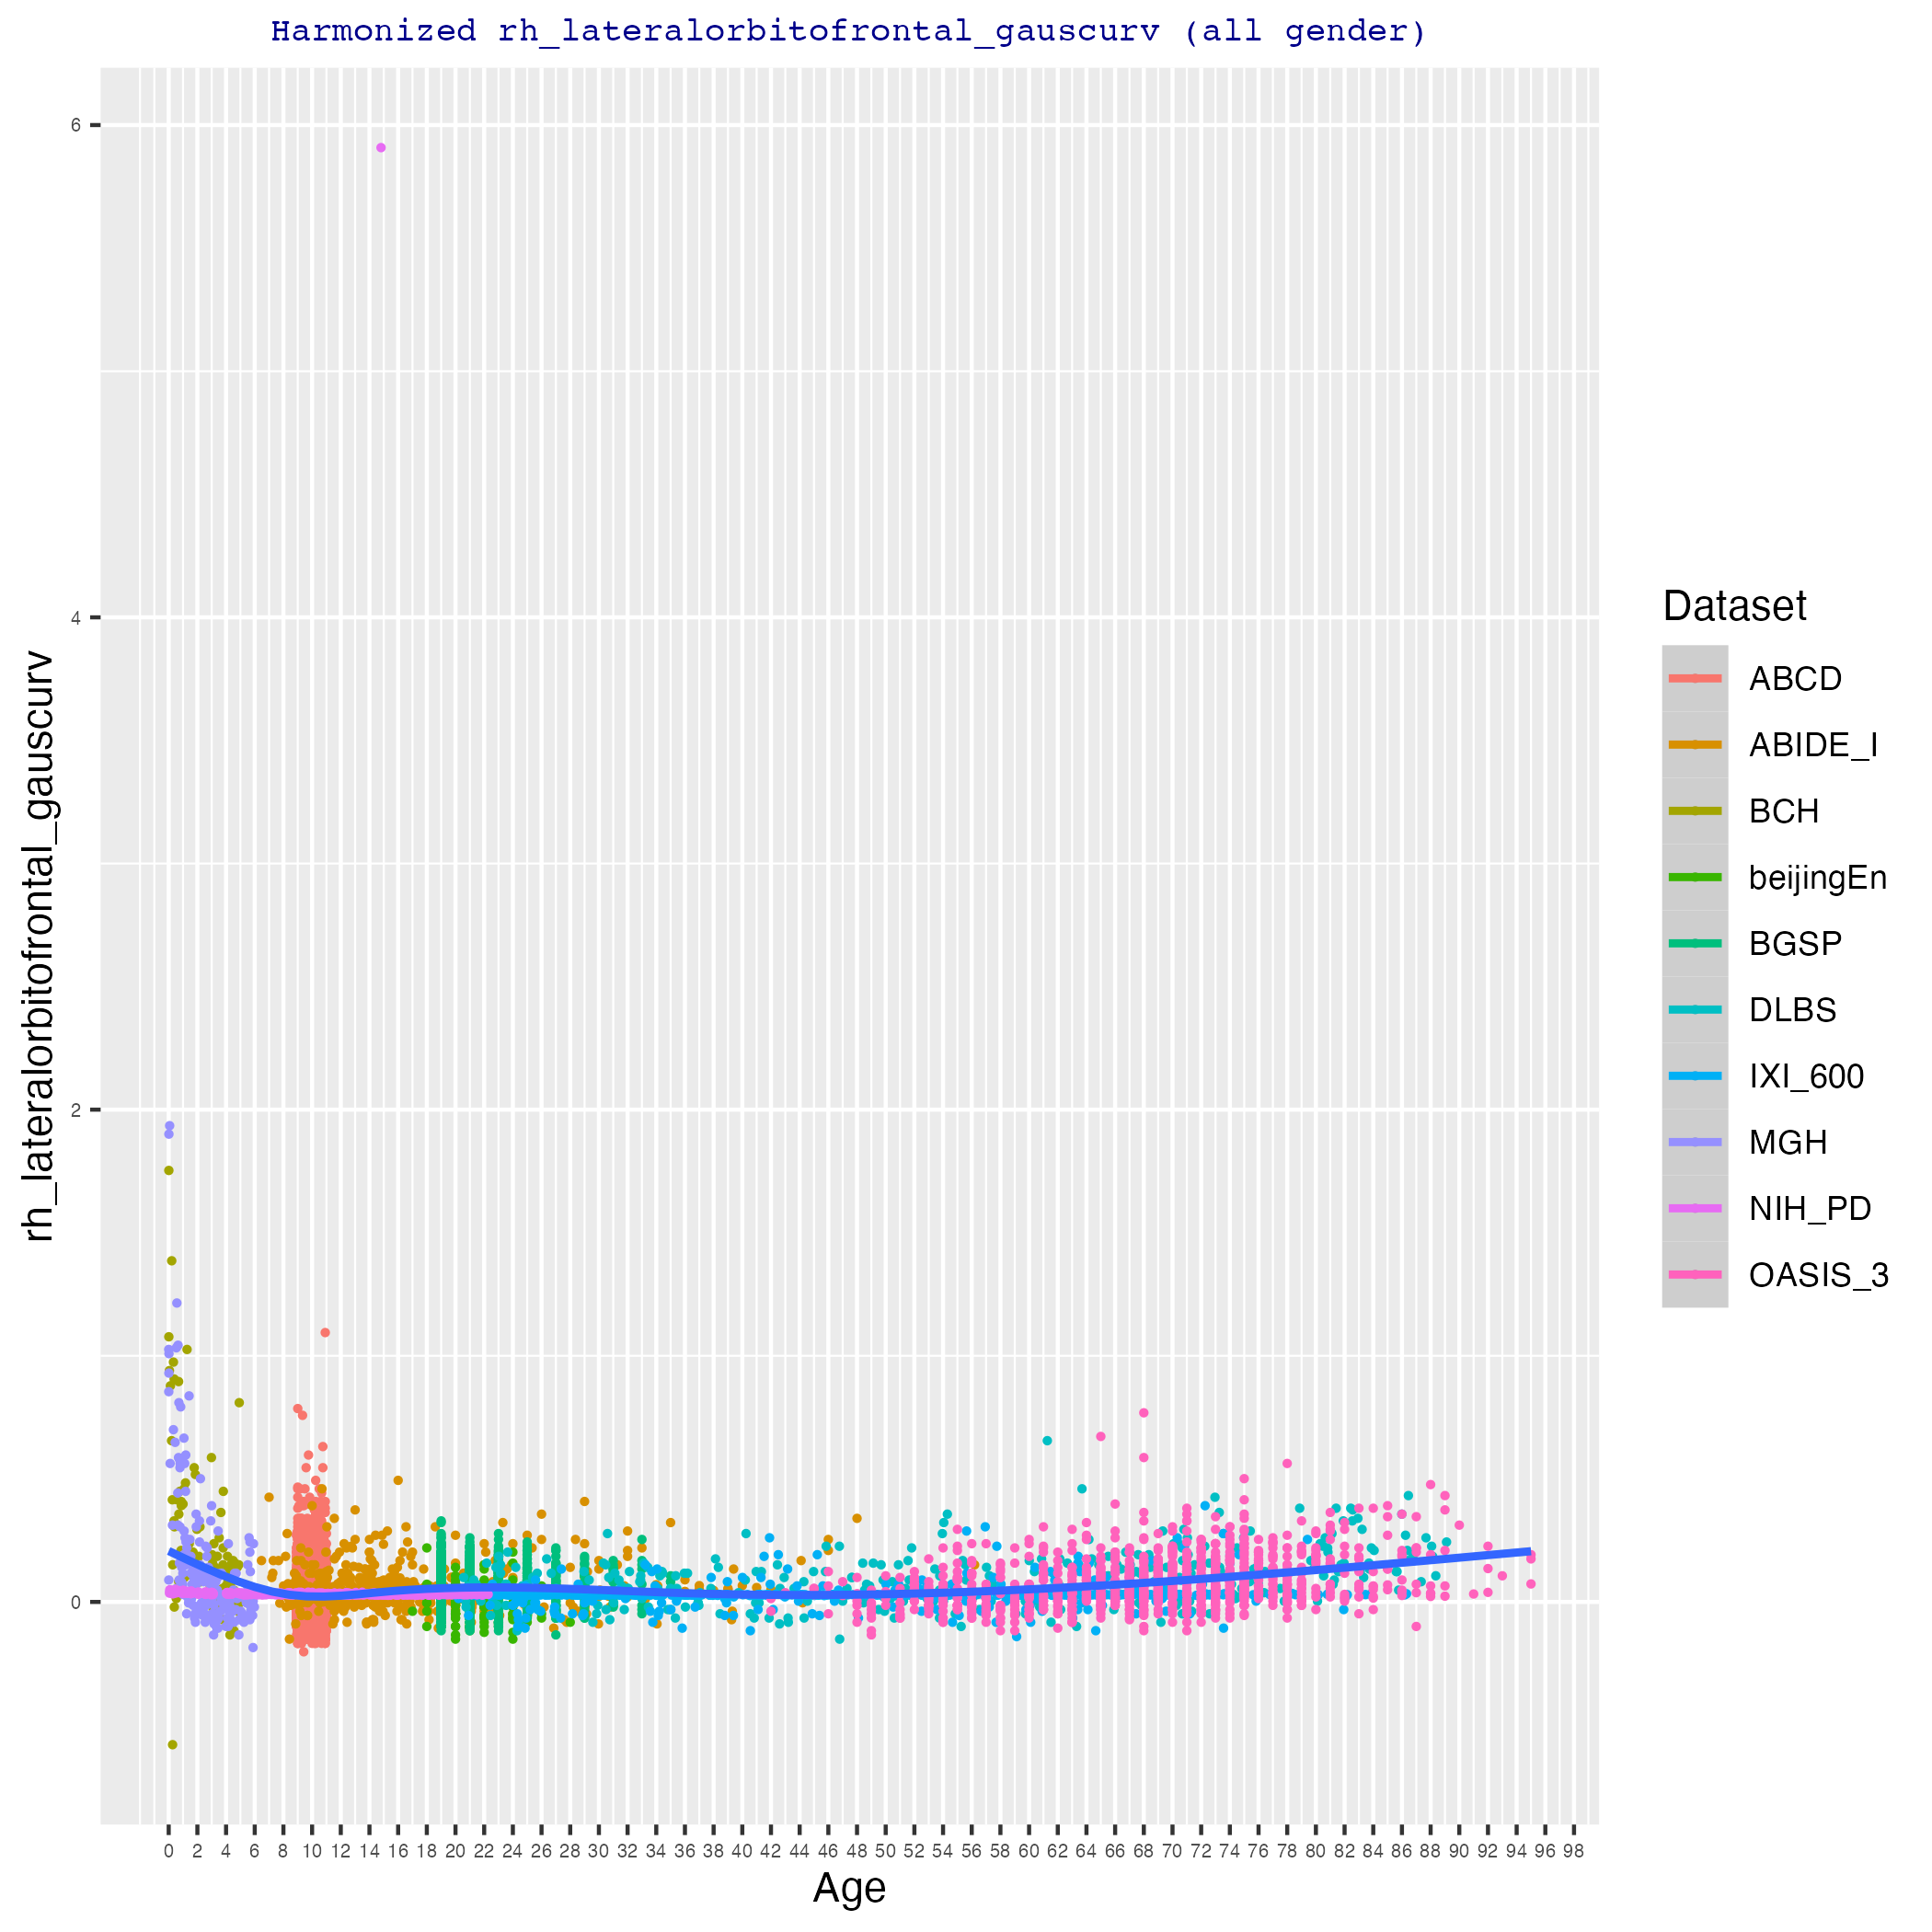 Harmonized rh_lateralorbitofrontal_gauscurv (all gender)
6
4
2
0
rh_lateralorbitofrontal_gauscurv
0 2 4 6 8 10 12 14 16 18 20 22 24 26 28 30 32 34 36 38 40 42 44 46 48 50 52 54 56 58 60 62 64 66 68 70 72 74 76 78 80 82 84 86 88 90 92 94 96 98
Age
Dataset
ABCD
ABIDE_I
BCH
beijingEn
BGSP
DLBS
IXI_600
MGH
NIH_PD
OASIS_3